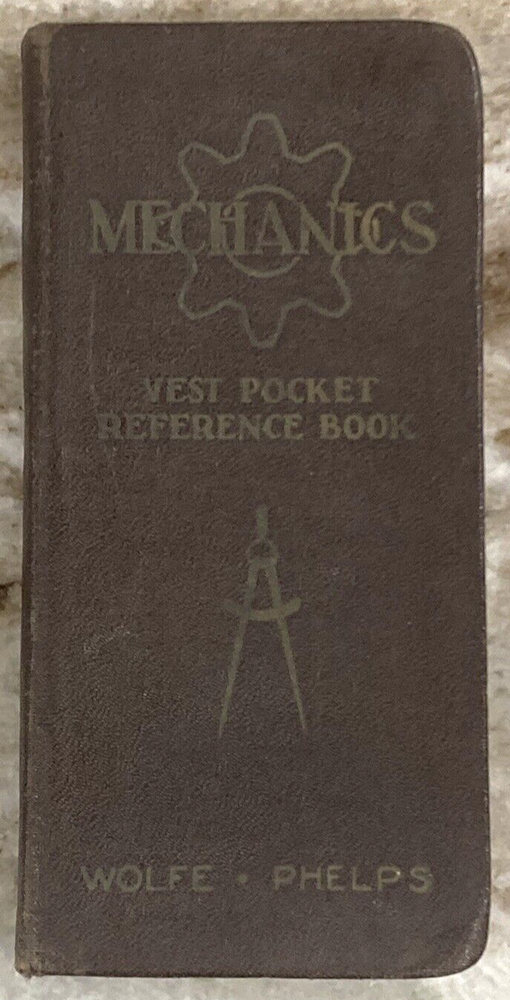 MECHANICS
VEST POCKET
REFERENCE BOOK
WOLFE • PHELPS